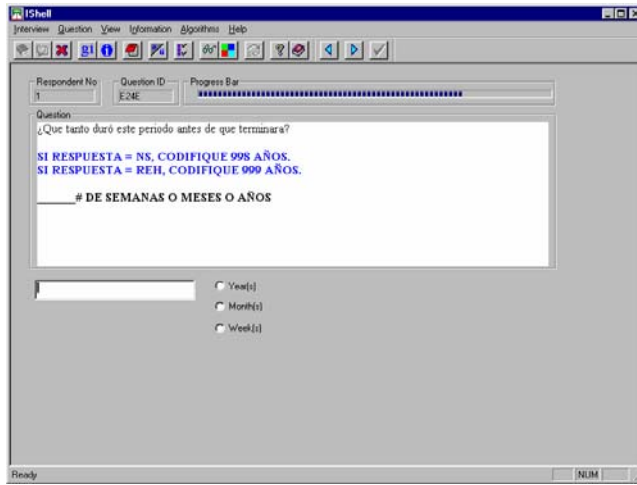 IShell
Interview Question View Information Algorithms Help
Respondent No
1
Question ID
E24E
Progress Bar
Question
¿Que tanto duró este periodo antes de que terminara?
SI RESPUESTA = NS, CODIFIQUE 998 AÑOS.
SI RESPUESTA = REH, CODIFIQUE 999 AÑOS.
______# DE SEMANAS O MESES O AÑOS
Year(s)
Month(s)
Week(s)
Ready
NUM